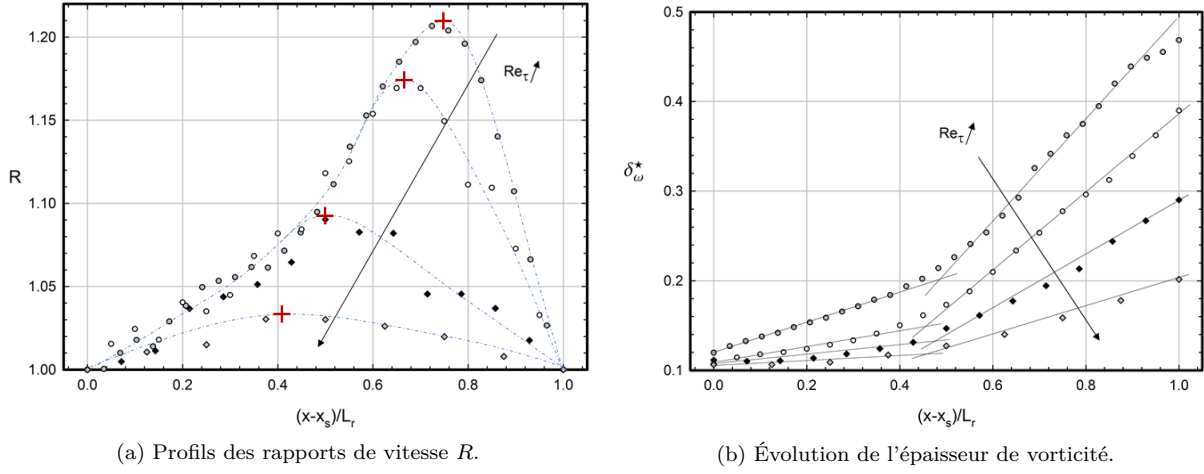 1.20
1.15
1.10
1.05
1.00
R
Re_τ
0.0 0.2 0.4 0.6 0.8 1.0
(x-x_s)/L_r
(a) Profils des rapports de vitesse R.
0.5
0.4
0.3
0.2
0.1
δ_ω^★
Re_τ
0.0 0.2 0.4 0.6 0.8 1.0
(x-x_s)/L_r
(b) Évolution de l'épaisseur de vorticité.